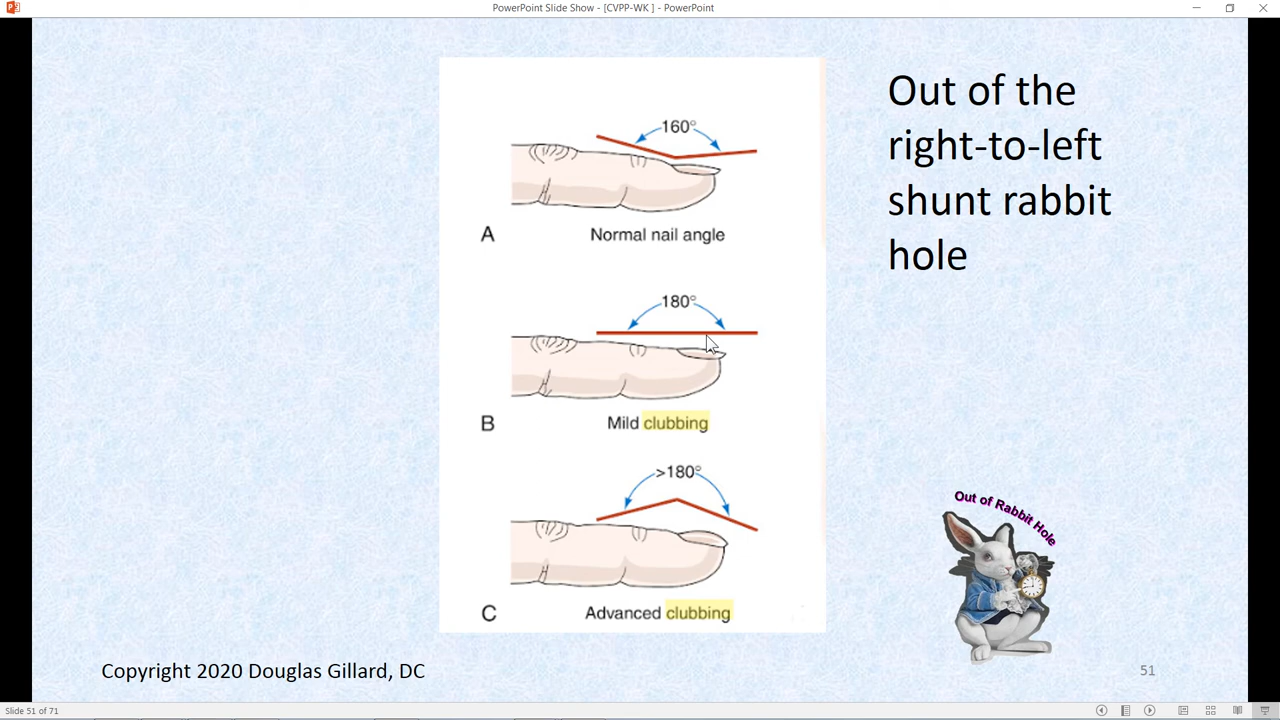 PowerPoint Slide Show - [CVPP-WK ] - PowerPoint
160°
A
Normal nail angle
180°
B
Mild clubbing
>180°
C
Advanced clubbing
Out of the
right-to-left
shunt rabbit
hole
Out of Rabbit Hole
Copyright 2020 Douglas Gillard, DC
51
Slide 51 of 71